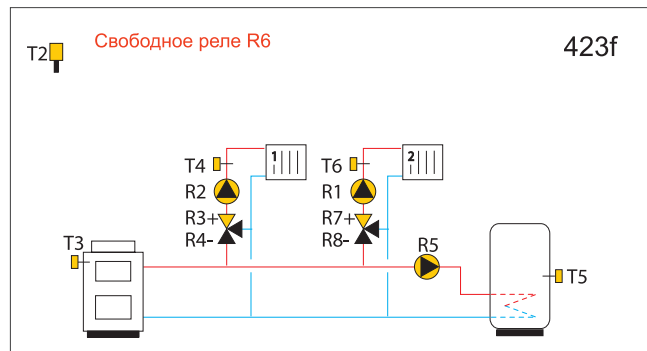 Свободное реле R6
423f
T2
1
2
T4
T6
R2
R1
R3+
R7+
R4-
R8-
R5
T3
T5